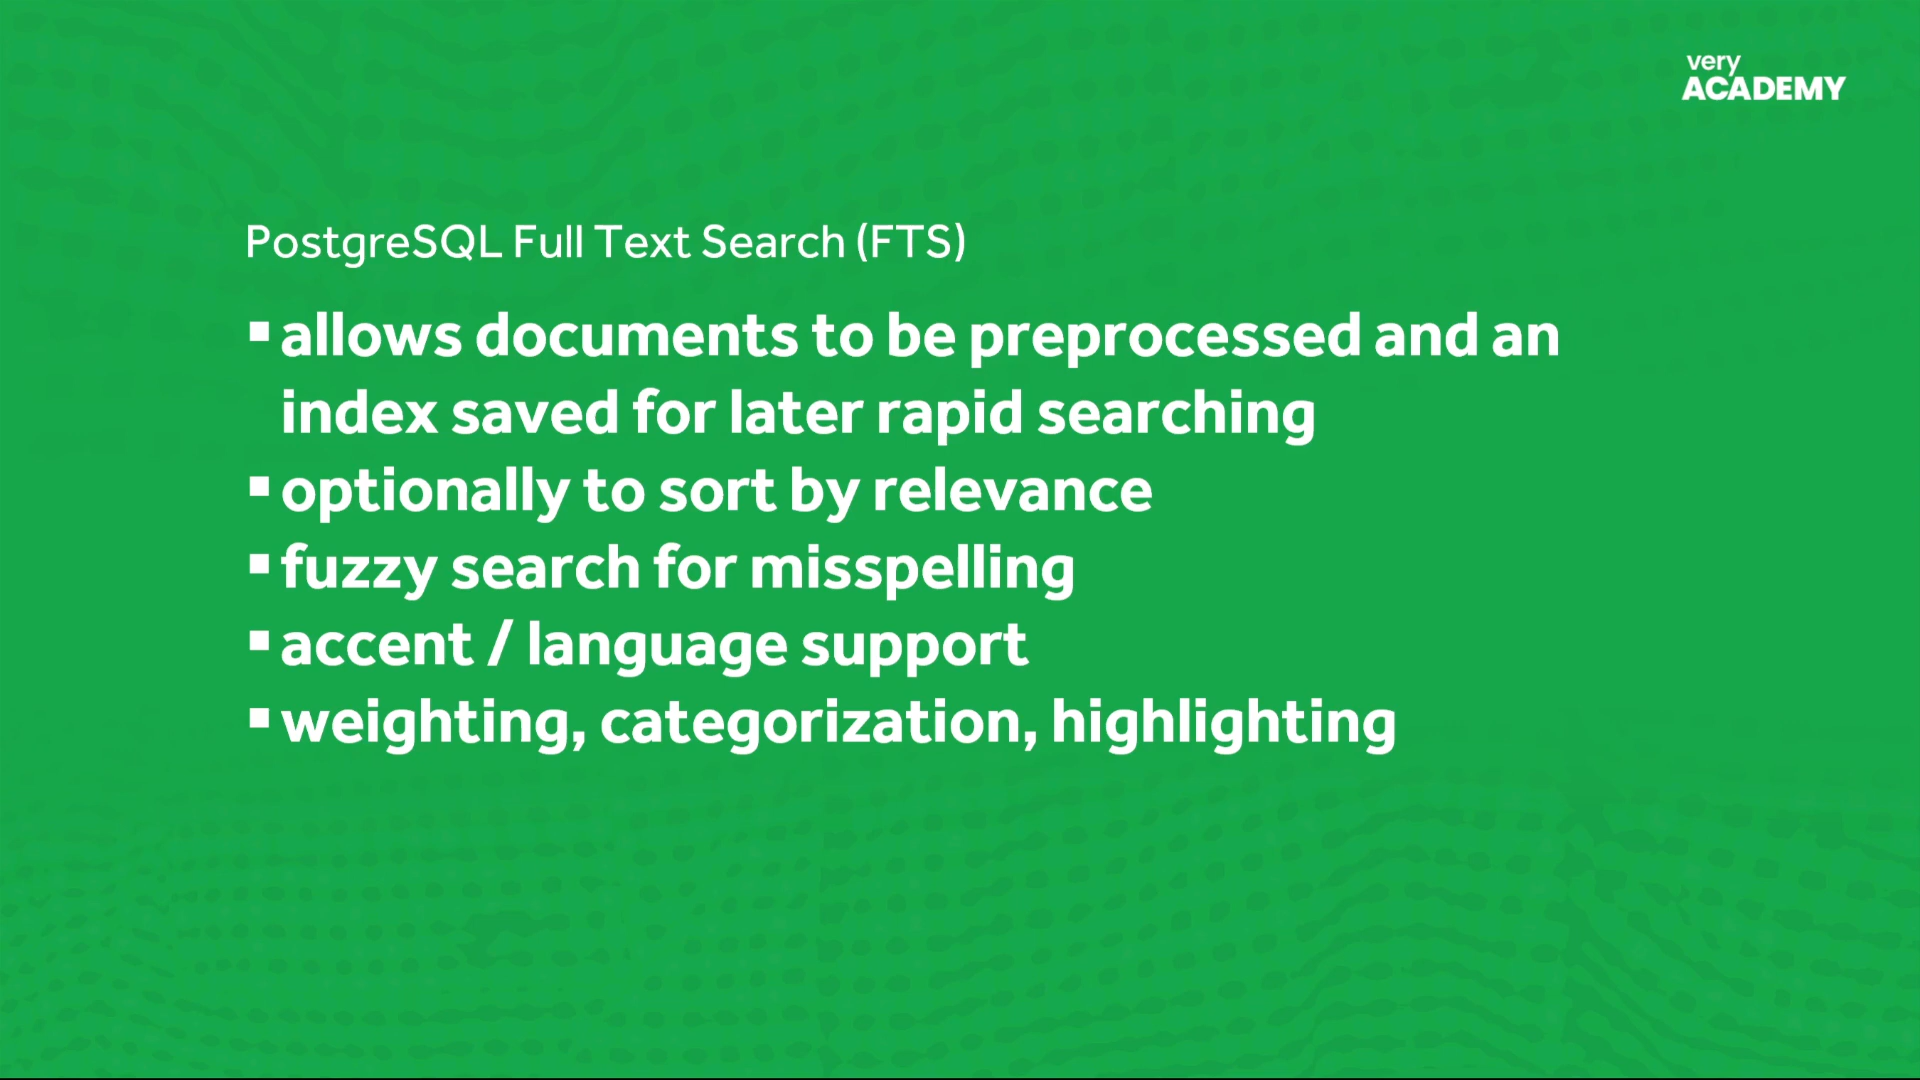 very
ACADEMY
PostgreSQL Full Text Search (FTS)
▪ allows documents to be preprocessed and an
index saved for later rapid searching
▪ optionally to sort by relevance
▪ fuzzy search for misspelling
▪ accent / language support
▪ weighting, categorization, highlighting